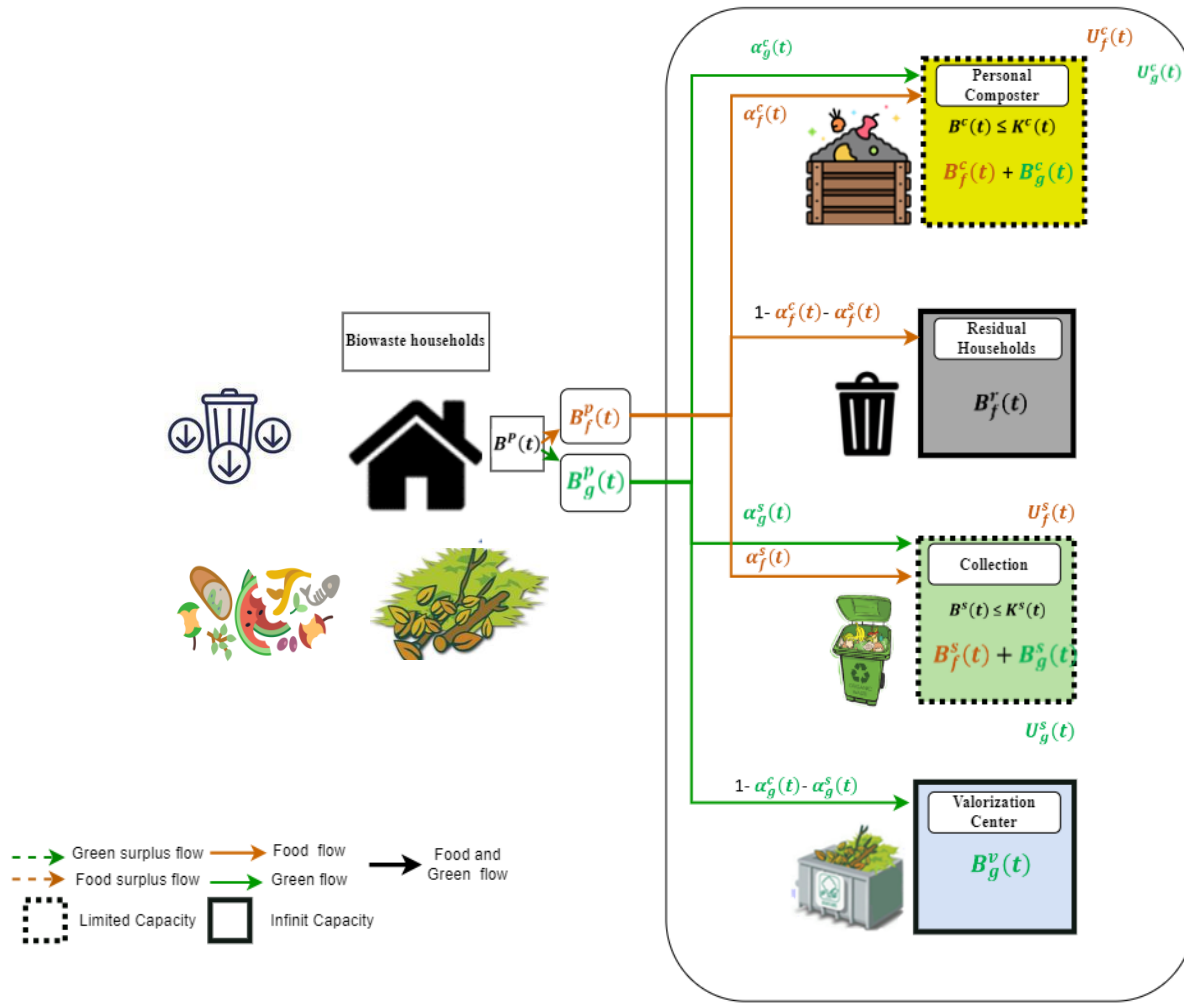 α_g^c(t)
U_f^c(t)
U_g^c(t)
Personal
Composter
α_f^c(t)
B^c(t) ≤ K^c(t)
B_f^c(t) + B_g^c(t)
1- α_f^c(t)- α_f^s(t)
Residual
Households
B_f^r(t)
Biowaste households
B^P(t)
B_f^p(t)
B_g^p(t)
α_g^s(t)
U_f^s(t)
α_f^s(t)
Collection
B^s(t) ≤ K^s(t)
B_f^s(t) + B_g^s(t)
U_g^s(t)
1- α_g^c(t)- α_g^s(t)
Valorization
Center
B_g^v(t)
Green surplus flow
Food flow
Food and
Green flow
Food surplus flow
Green flow
Limited Capacity
Infinit Capacity